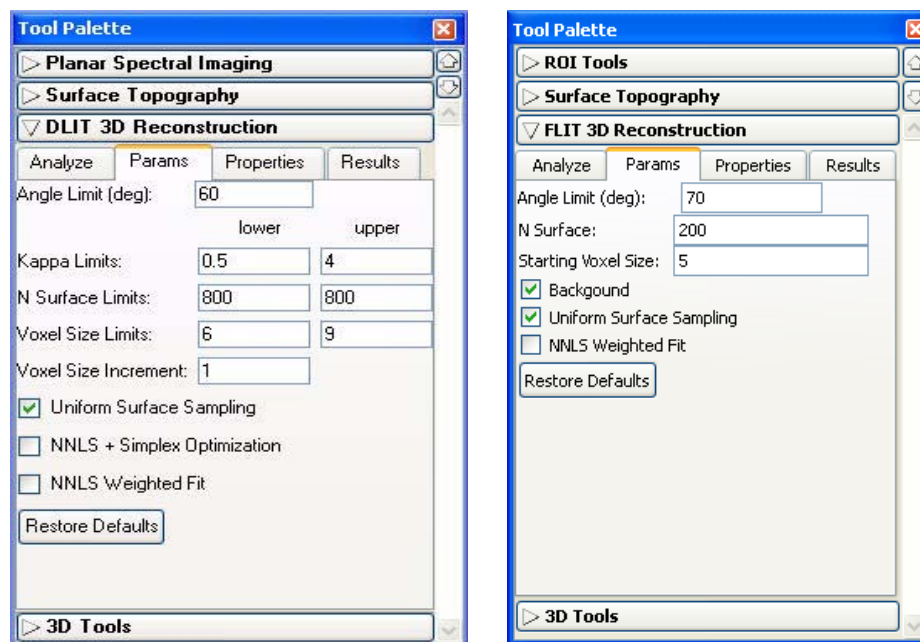 Tool Palette
Planar Spectral Imaging
Surface Topography
DLIT 3D Reconstruction
Analyze Params Properties Results
Angle Limit (deg): 60
lower upper
Kappa Limits: 0.5 4
N Surface Limits: 800 800
Voxel Size Limits: 6 9
Voxel Size Increment: 1
Uniform Surface Sampling
NNLS + Simplex Optimization
NNLS Weighted Fit
Restore Defaults
3D Tools
Tool Palette
ROI Tools
Surface Topography
FLIT 3D Reconstruction
Analyze Params Properties Results
Angle Limit (deg): 70
N Surface: 200
Starting Voxel Size: 5
Backgound
Uniform Surface Sampling
NNLS Weighted Fit
Restore Defaults
3D Tools